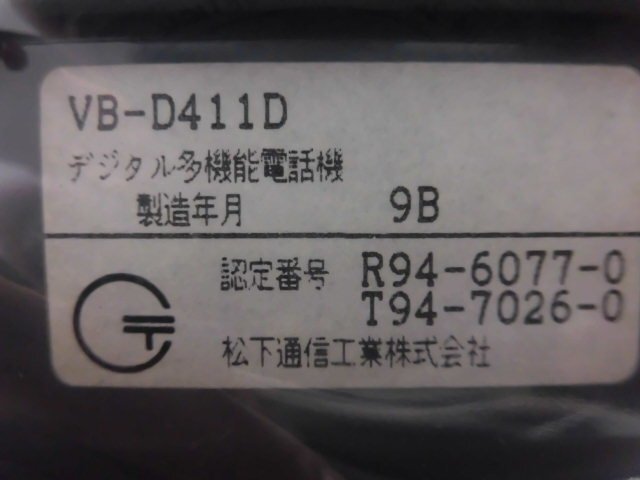 VB-D411D
デジタル多機能電話機
製造年月 9B
認定番号 R94-6077-0
T94-7026-0
松下通信工業株式会社